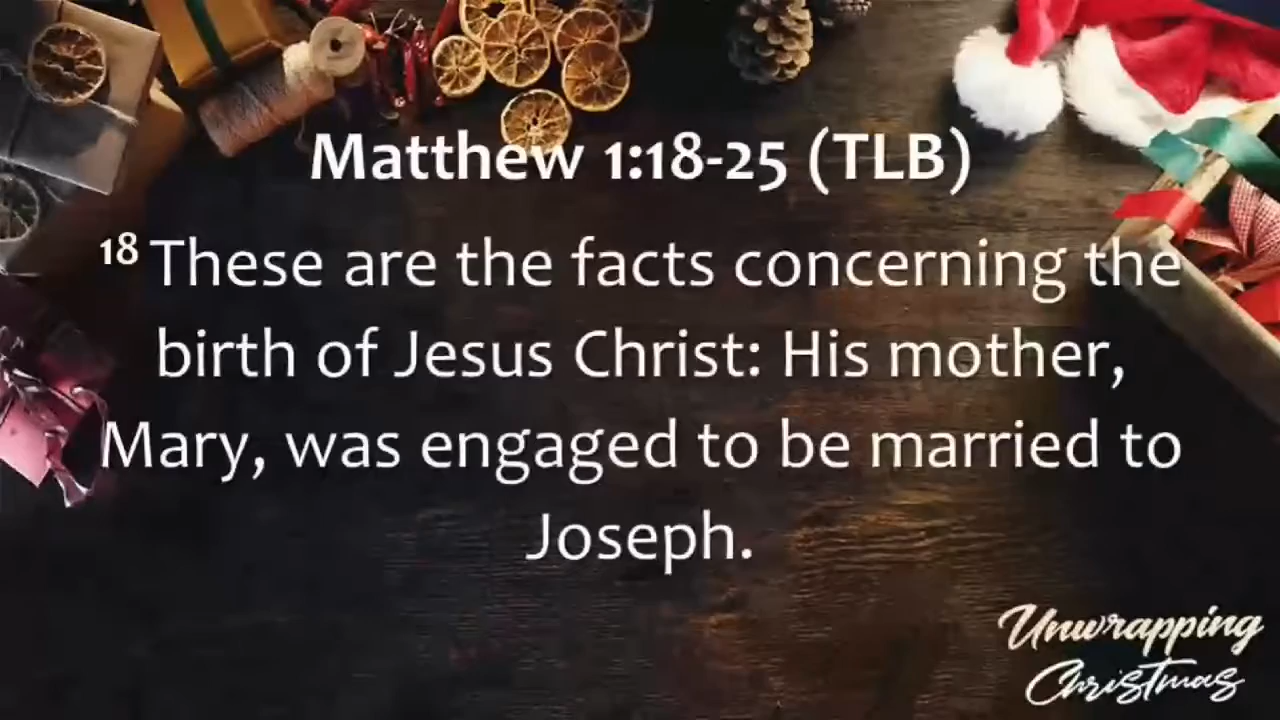 Matthew 1:18-25 (TLB)
18 These are the facts concerning the
birth of Jesus Christ: His mother,
Mary, was engaged to be married to
Joseph.
Unwrapping
Christmas